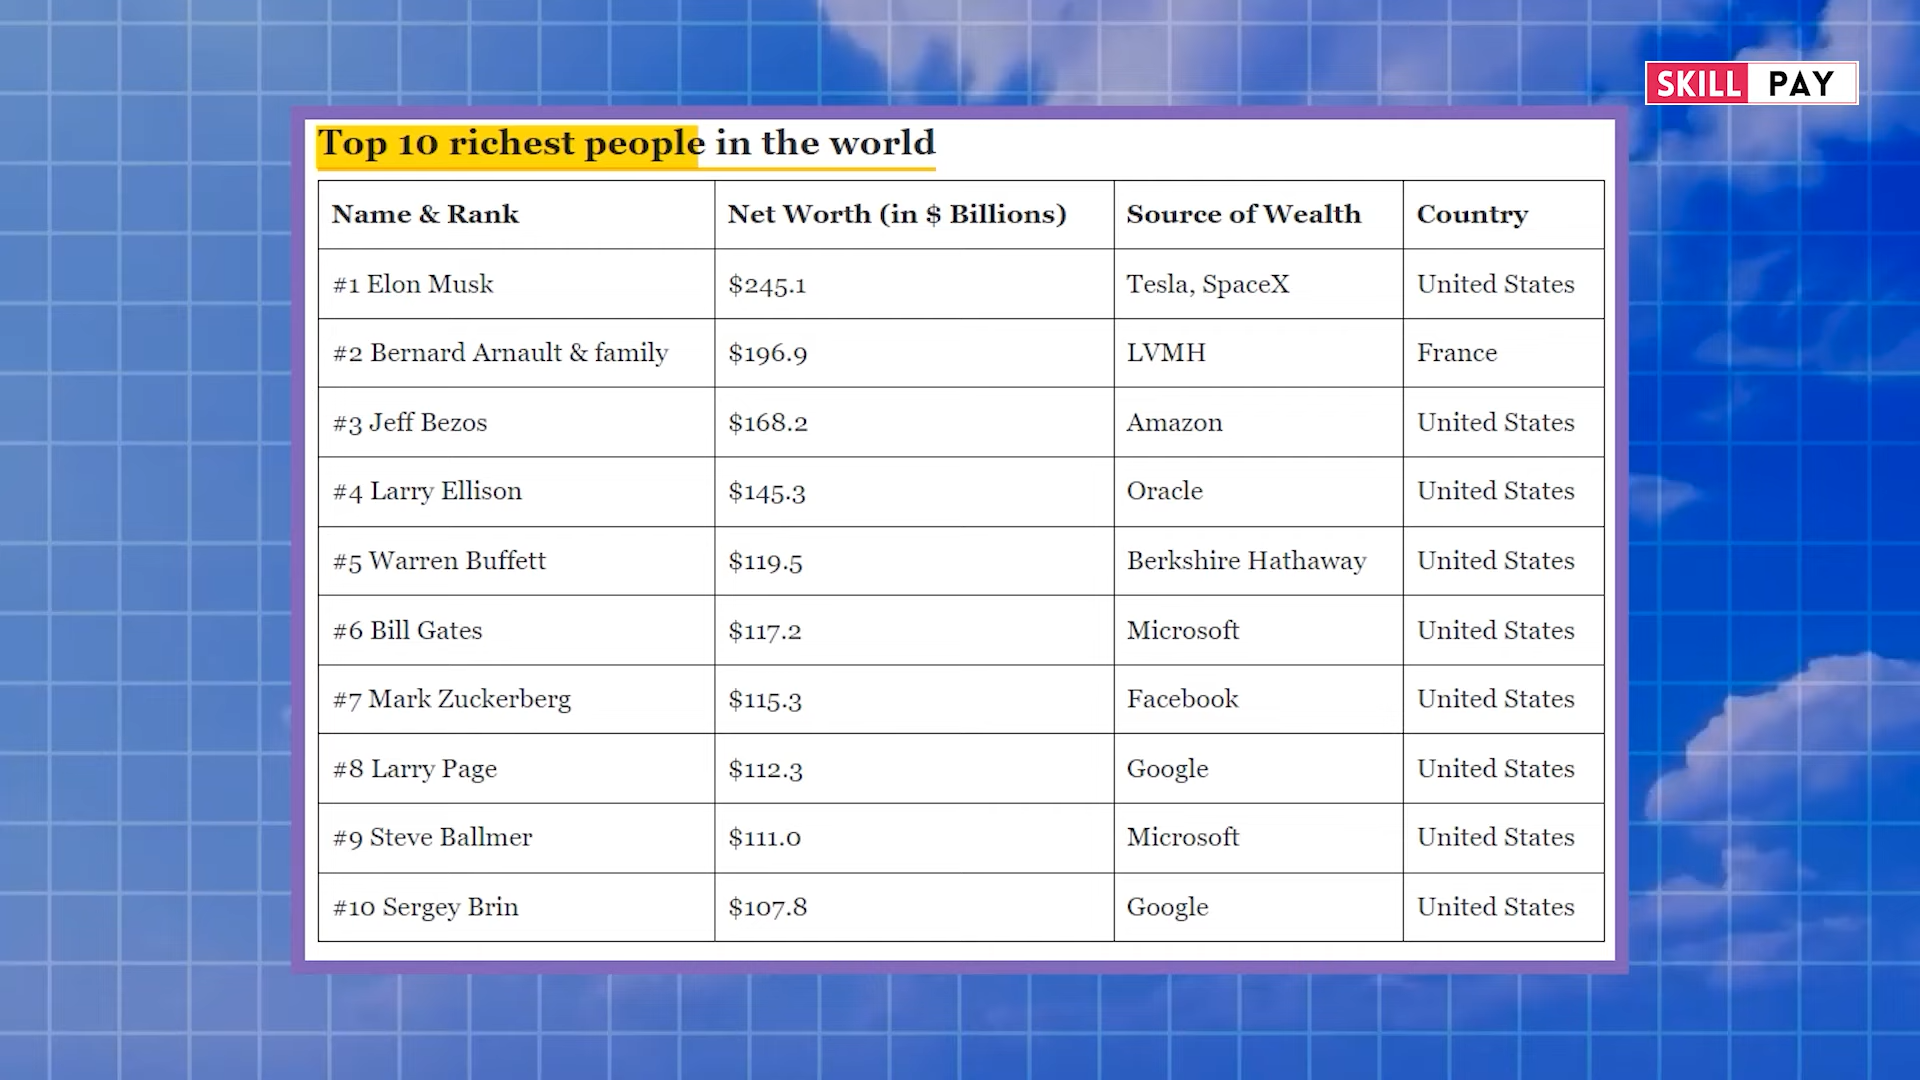 SKILL PAY
Top 10 richest people in the world
Name & Rank Net Worth (in $ Billions) Source of Wealth Country
#1 Elon Musk $245.1 Tesla, SpaceX United States
#2 Bernard Arnault & family $196.9 LVMH France
#3 Jeff Bezos $168.2 Amazon United States
#4 Larry Ellison $145.3 Oracle United States
#5 Warren Buffett $119.5 Berkshire Hathaway United States
#6 Bill Gates $117.2 Microsoft United States
#7 Mark Zuckerberg $115.3 Facebook United States
#8 Larry Page $112.3 Google United States
#9 Steve Ballmer $111.0 Microsoft United States
#10 Sergey Brin $107.8 Google United States